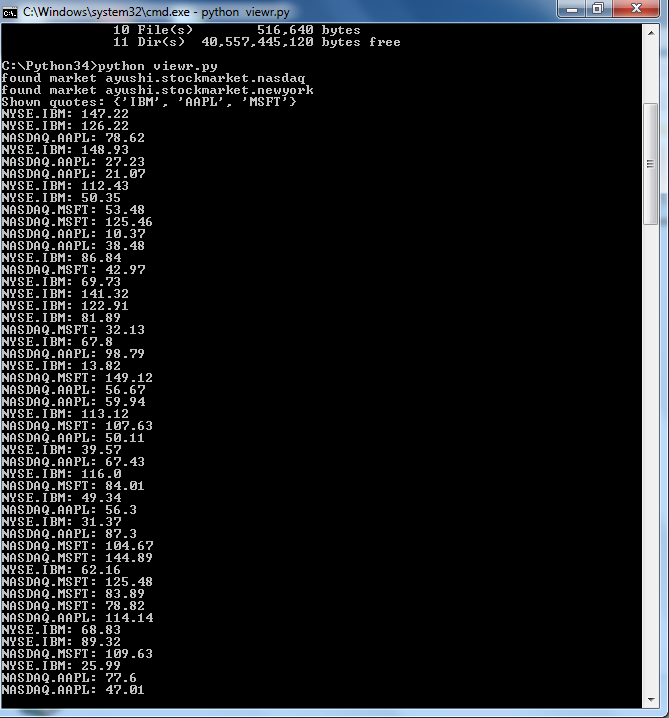 C:\Windows\system32\cmd.exe - python viewr.py
10 File(s) 516,640 bytes
11 Dir(s) 40,557,445,120 bytes free
C:\Python34>python viewr.py
found market ayushi.stockmarket.nasdaq
found market ayushi.stockmarket.newyork
Shown quotes: {'IBM', 'AAPL', 'MSFT'}
NYSE.IBM: 147.22
NYSE.IBM: 126.22
NASDAQ.AAPL: 78.62
NYSE.IBM: 148.93
NASDAQ.AAPL: 27.23
NASDAQ.AAPL: 21.07
NYSE.IBM: 112.43
NYSE.IBM: 50.35
NASDAQ.MSFT: 53.48
NASDAQ.MSFT: 125.46
NASDAQ.AAPL: 10.37
NASDAQ.AAPL: 38.48
NYSE.IBM: 86.84
NASDAQ.MSFT: 42.97
NYSE.IBM: 69.73
NYSE.IBM: 141.32
NYSE.IBM: 122.91
NYSE.IBM: 81.89
NASDAQ.MSFT: 32.13
NYSE.IBM: 67.8
NASDAQ.AAPL: 98.79
NYSE.IBM: 13.82
NASDAQ.MSFT: 149.12
NASDAQ.AAPL: 56.67
NASDAQ.AAPL: 59.94
NYSE.IBM: 113.12
NASDAQ.MSFT: 107.63
NASDAQ.AAPL: 50.11
NYSE.IBM: 39.57
NASDAQ.AAPL: 67.43
NYSE.IBM: 116.0
NASDAQ.MSFT: 84.01
NYSE.IBM: 49.34
NASDAQ.AAPL: 56.3
NYSE.IBM: 31.37
NASDAQ.AAPL: 87.3
NASDAQ.MSFT: 104.67
NASDAQ.MSFT: 144.89
NYSE.IBM: 62.16
NASDAQ.MSFT: 125.48
NASDAQ.MSFT: 83.89
NASDAQ.MSFT: 78.82
NASDAQ.AAPL: 114.14
NYSE.IBM: 68.83
NYSE.IBM: 89.32
NASDAQ.MSFT: 109.63
NYSE.IBM: 25.99
NASDAQ.AAPL: 77.6
NASDAQ.AAPL: 47.01